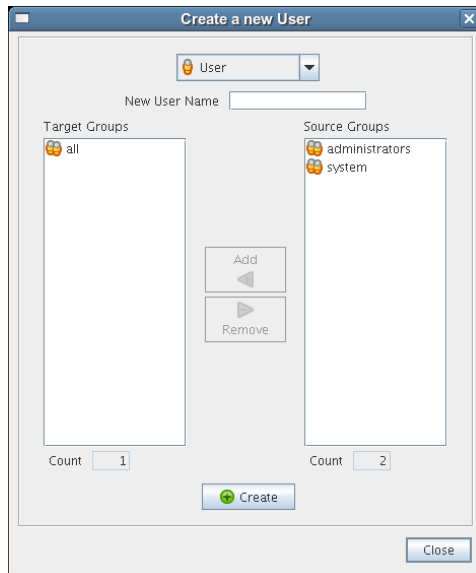 Create a new User
User
New User Name
Target Groups
Source Groups
all
administrators
system
Add
Remove
Count 1
Count 2
Create
Close